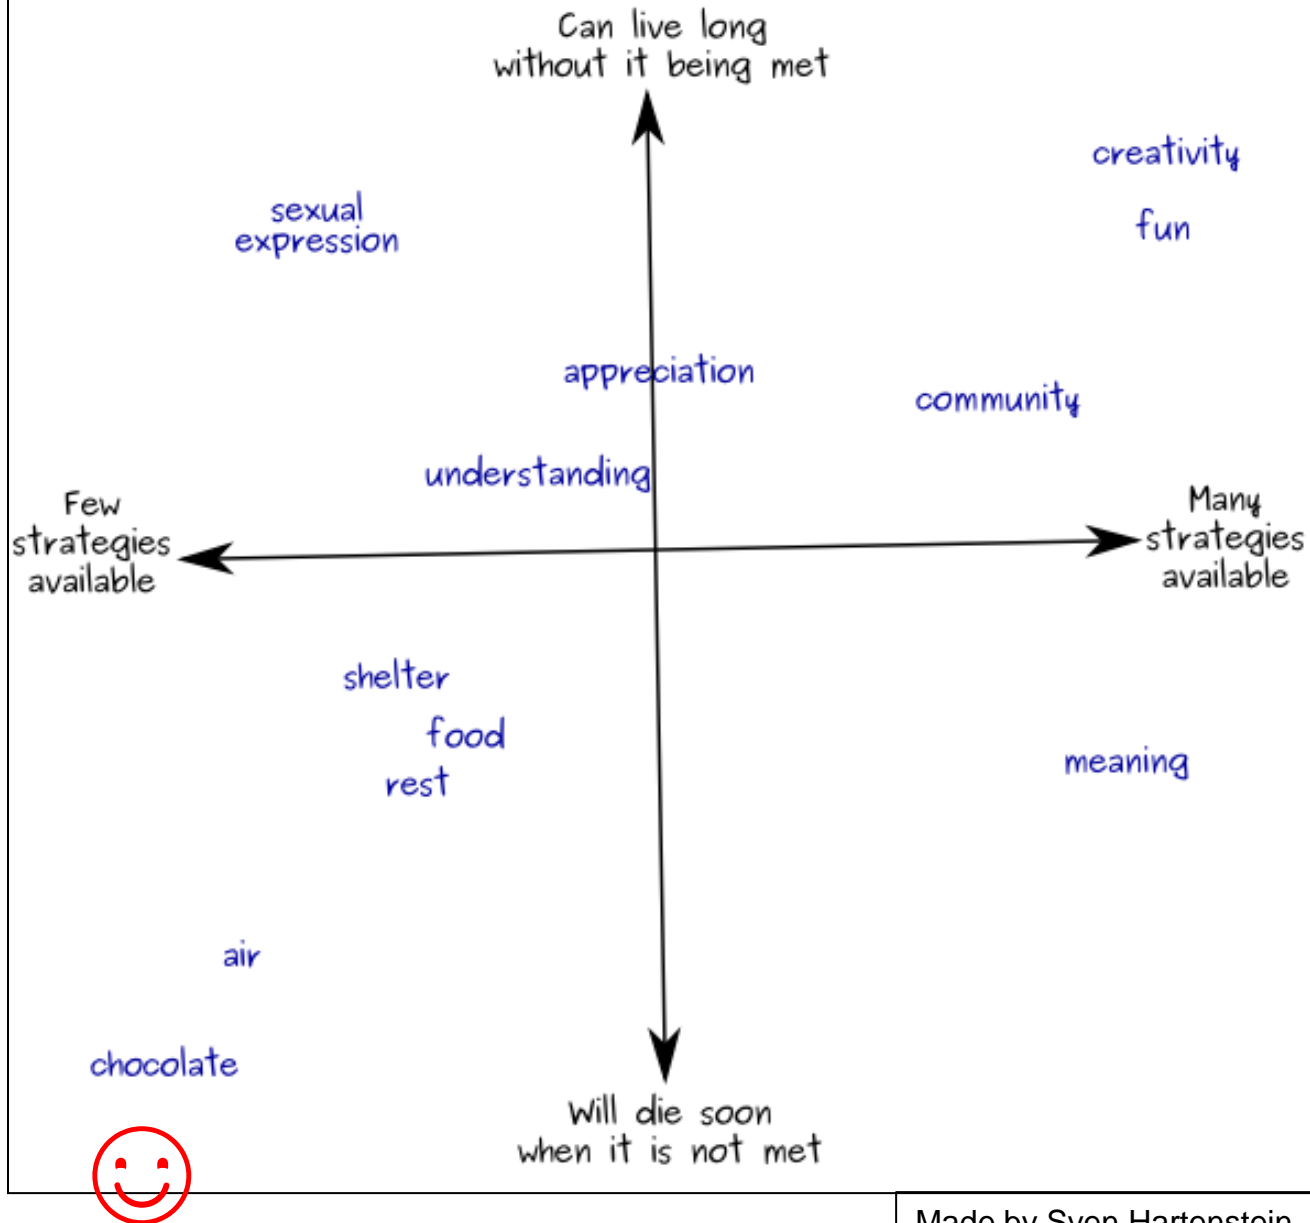 Can live long
without it being met
creativity
sexual
expression
fun
appreciation
community
understanding
Few
strategies
available
Many
strategies
available
shelter
food
rest
meaning
air
chocolate
Will die soon
when it is not met
Made by Sven Hartenstein